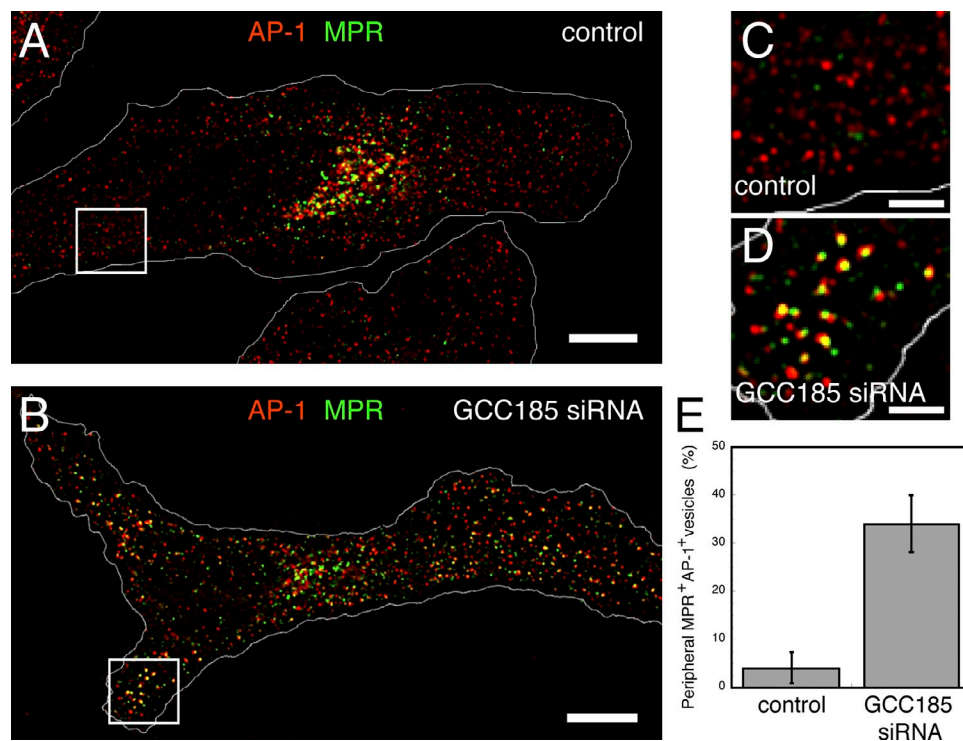 A AP-1 MPR control
B AP-1 MPR GCC185 siRNA
C
control
D
GCC185 siRNA
E
Peripheral MPR+ AP-1+ vesicles (%)
50
40
30
20
10
0
control
GCC185
siRNA